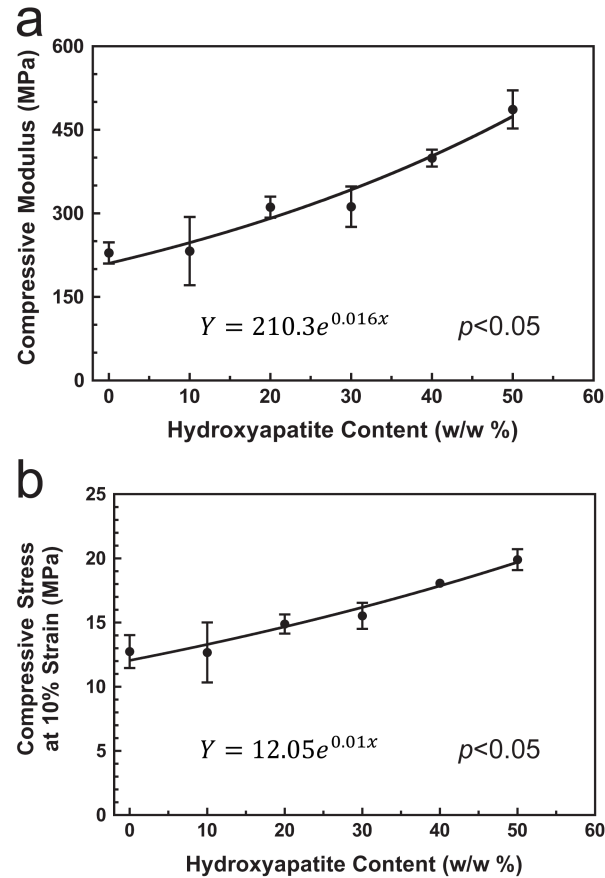 a
Compressive Modulus (MPa)
600
450
300
150
0
Y = 210.3e^{0.016x}
p<0.05
0 10 20 30 40 50 60
Hydroxyapatite Content (w/w %)
b
Compressive Stress
at 10% Strain (MPa)
25
20
15
10
5
0
Y = 12.05e^{0.01x}
p<0.05
0 10 20 30 40 50 60
Hydroxyapatite Content (w/w %)